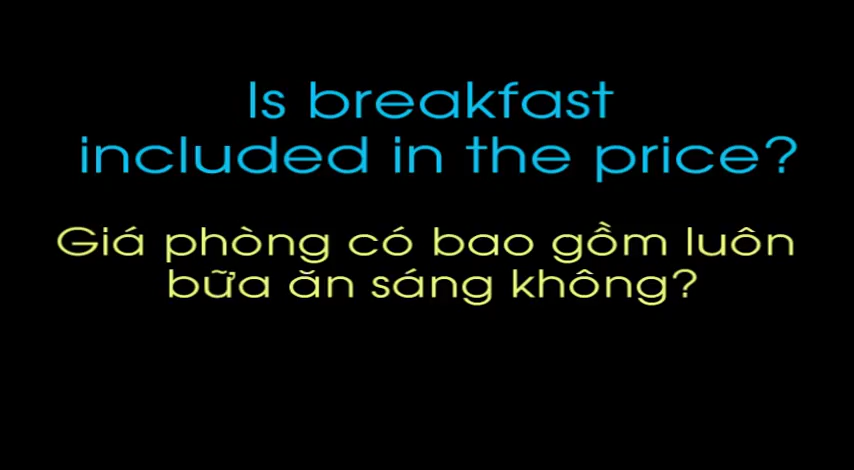 Is breakfast
included in the price?
Giá phòng có bao gồm luôn
bữa ăn sáng không?